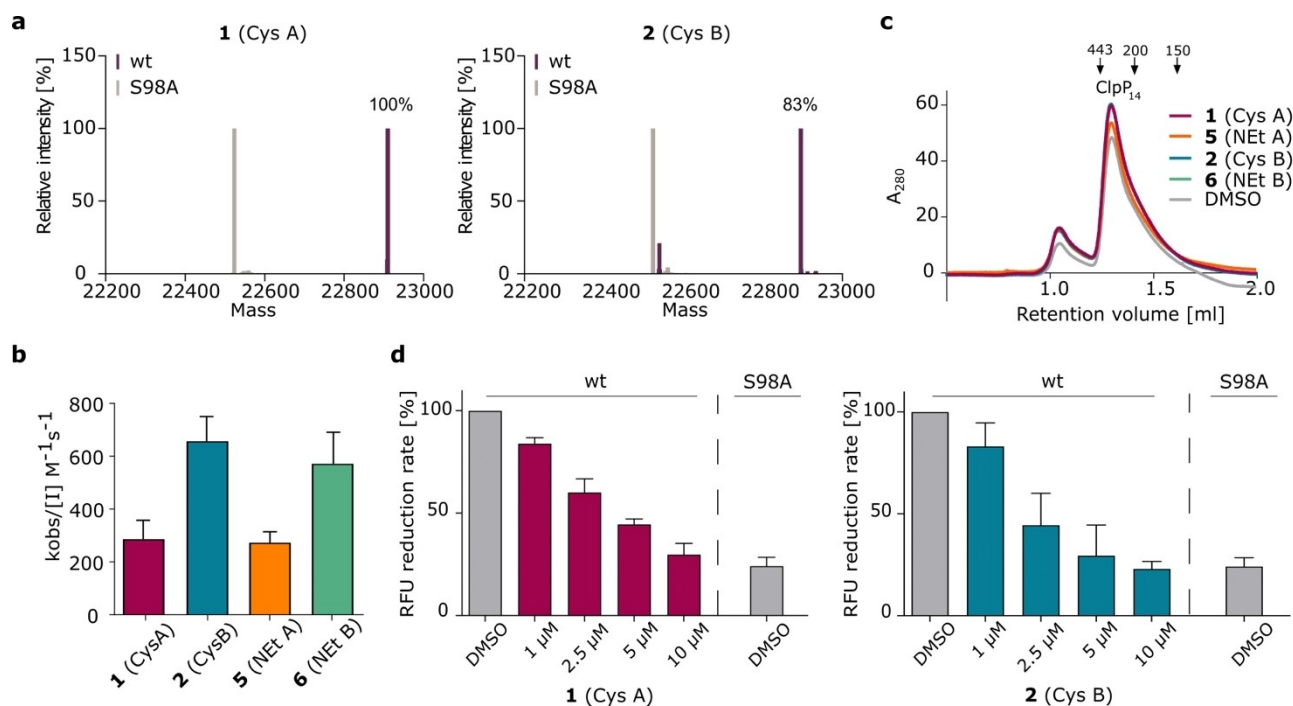 a
1 (Cys A)
Relative intensity [%]
150
100
50
0
wt
S98A
100%
22200 22400 22600 22800 23000
Mass
2 (Cys B)
Relative intensity [%]
150
100
50
0
wt
S98A
83%
22200 22400 22600 22800 23000
Mass
c
443 200 150
ClpP14
A280
60
40
20
0
1 (Cys A)
5 (NEt A)
2 (Cys B)
6 (NEt B)
DMSO
1.0 1.5 2.0
Retention volume [ml]
b
kobs/[I] M-1s-1
800
600
400
200
0
1 (CysA)
2 (CysB)
5 (NEt A)
6 (NEt B)
d
wt S98A
RFU reduction rate [%]
100
50
0
DMSO 1 µM 2.5 µM 5 µM 10 µM DMSO
1 (Cys A)
wt S98A
RFU reduction rate [%]
100
50
0
DMSO 1 µM 2.5 µM 5 µM 10 µM DMSO
2 (Cys B)